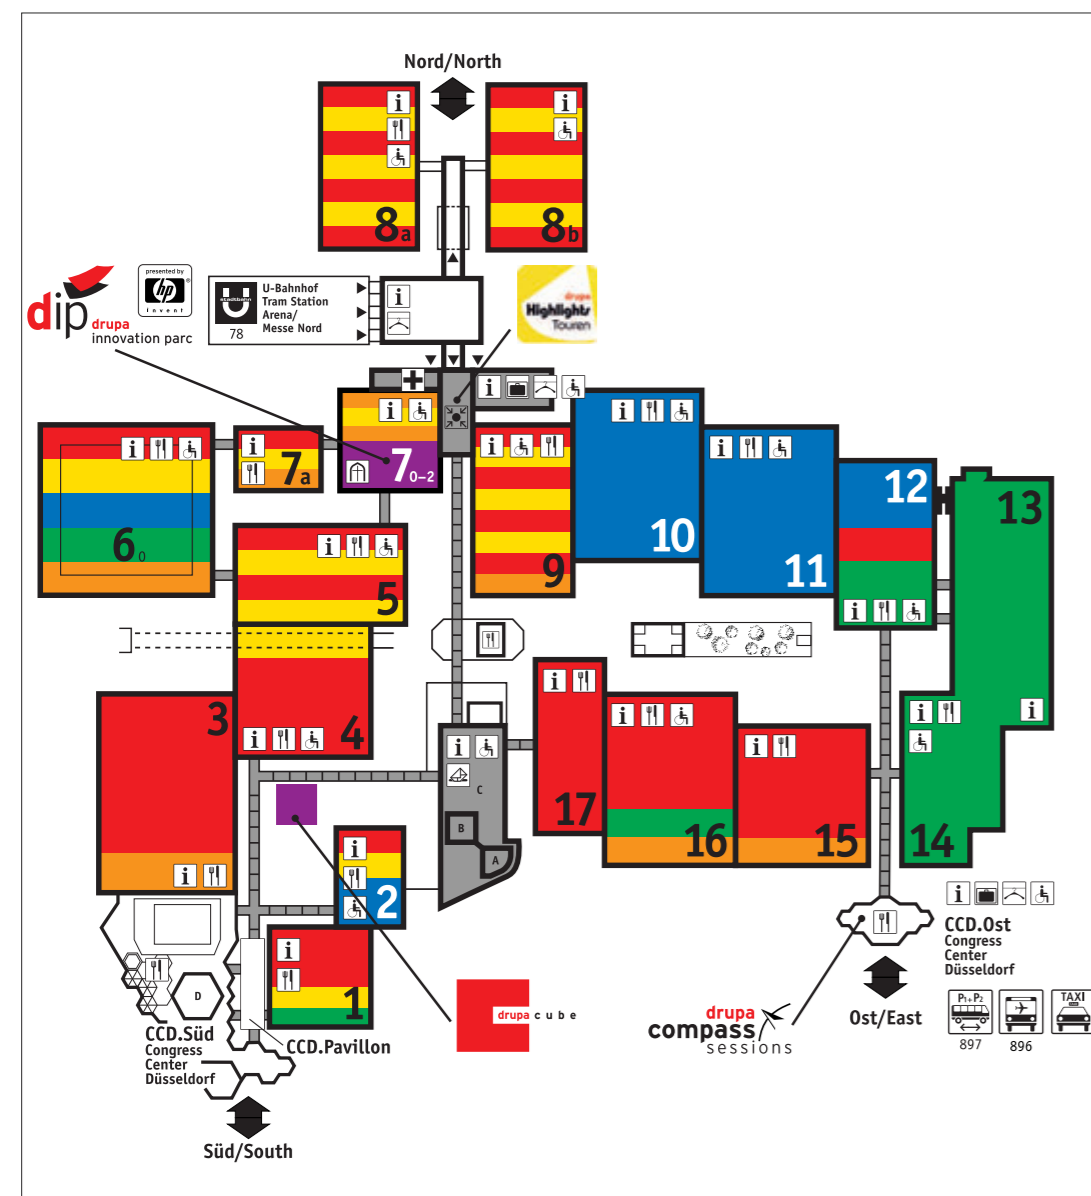 Nord/North
8a
8b
dip
drupa
innovation parc
presented by
hp
®
invent
stadtbahn
U
78
U-Bahnhof
Tram Station
Arena/
Messe Nord
i
drupa
Highlights
Touren
i
i
i
i
i
i
7a
7 0–2
i
i
i
9
10
11
12
13
i
6 0
i
i
5
i
i
3
i
4
i
i
i
i
i
C
17
16
15
14
B
A
i
i
2
i
i
CCD.Ost
Congress
Center
Düsseldorf
1
D
CCD.Süd
Congress
Center
Düsseldorf
CCD.Pavillon
drupa cube
drupa
compass
sessions
Ost/East
P1+P2
897
896
TAXI
Süd/South